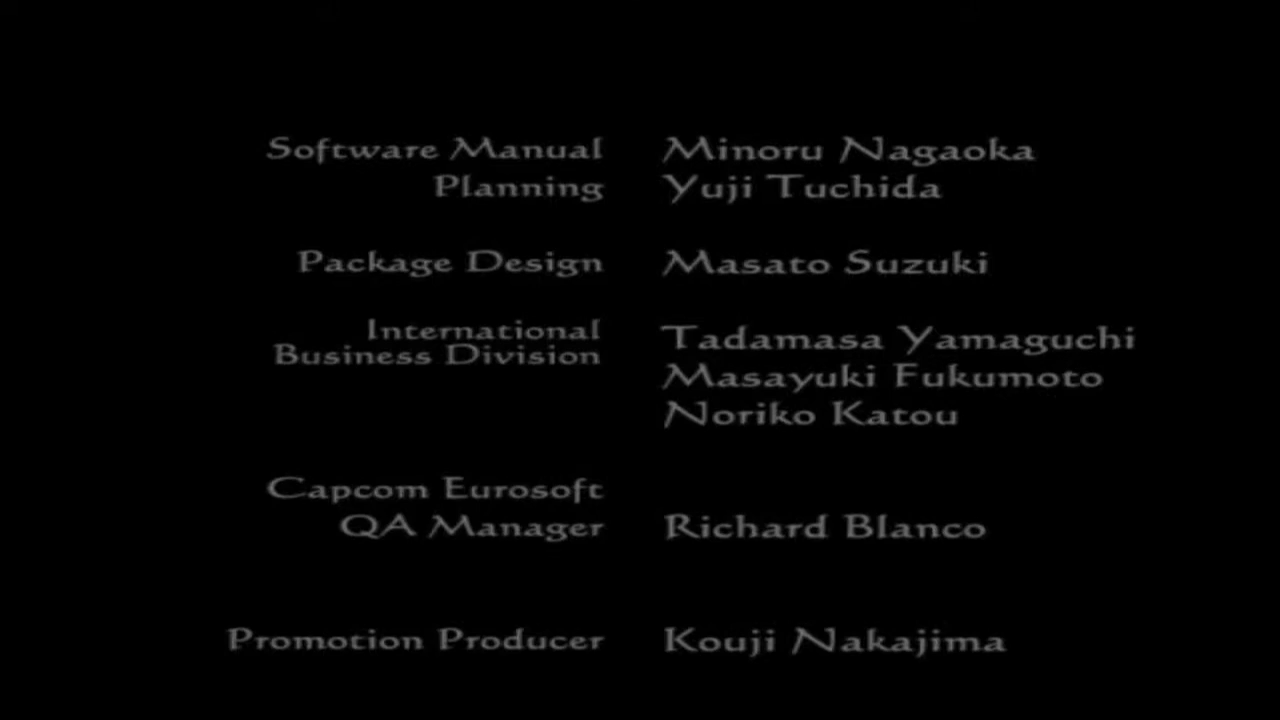 Software Manual Minoru Nagaoka
Planning Yuji Tuchida
Package Design Masato Suzuki
International
Business Division Tadamasa Yamaguchi
Masayuki Fukumoto
Noriko Katou
Capcom Eurosoft
QA Manager Richard Blanco
Promotion Producer Kouji Nakajima